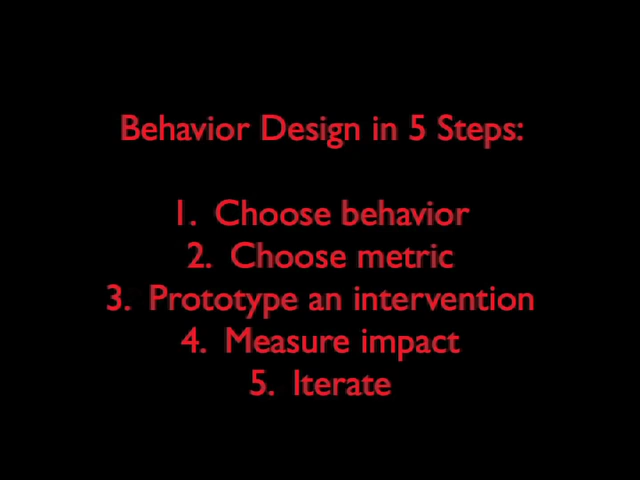 Behavior Design in 5 Steps:
1. Choose behavior
2. Choose metric
3. Prototype an intervention
4. Measure impact
5. Iterate